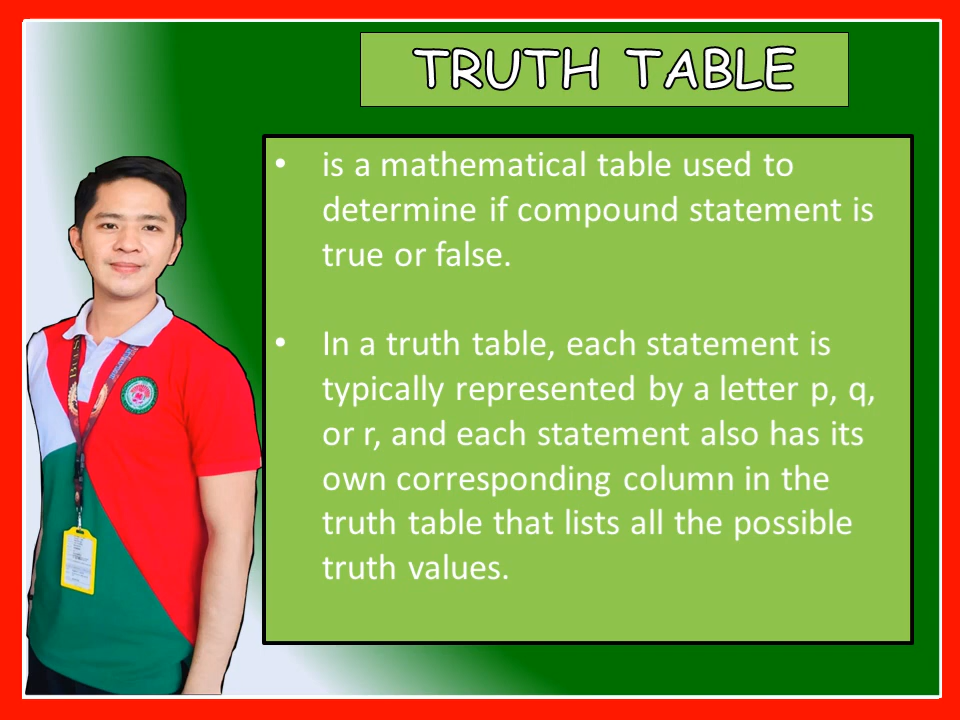 TRUTH TABLE
• is a mathematical table used to
determine if compound statement is
true or false.
• In a truth table, each statement is
typically represented by a letter p, q,
or r, and each statement also has its
own corresponding column in the
truth table that lists all the possible
truth values.